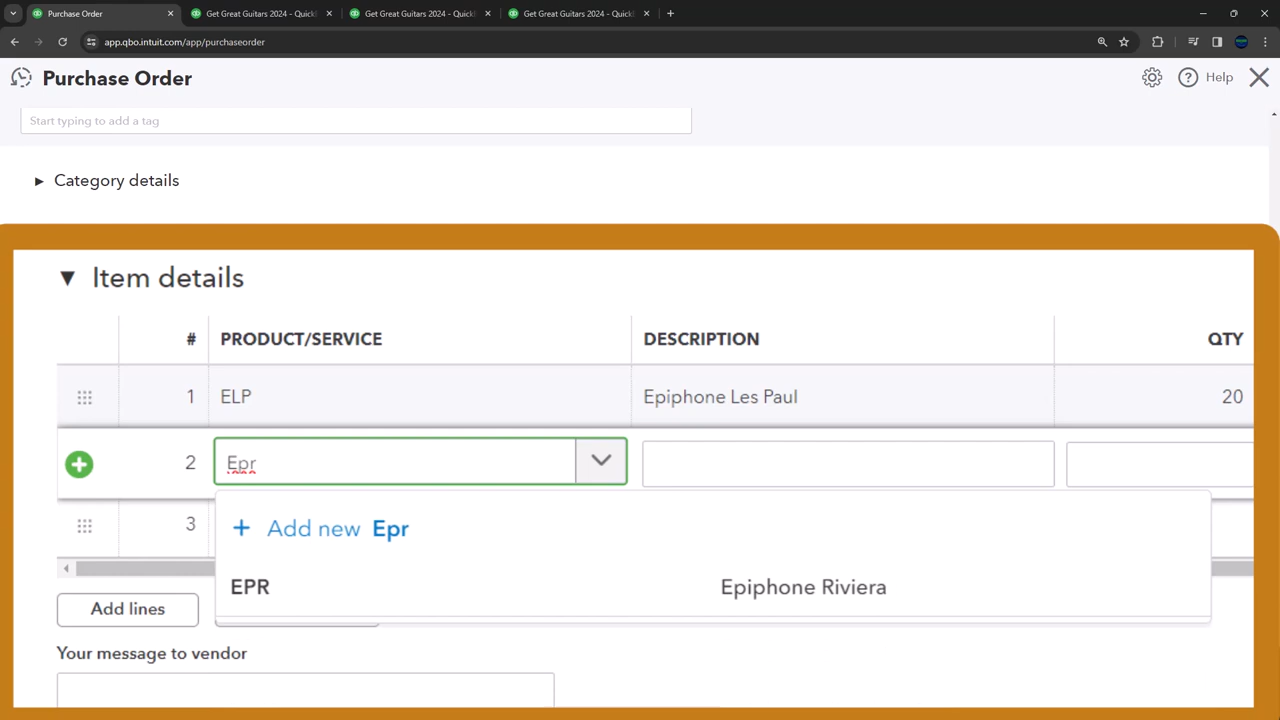 Purchase Order
Get Great Guitars 2024 - QuickB
Get Great Guitars 2024 - QuickB
Get Great Guitars 2024 - QuickB
app.qbo.intuit.com/app/purchaseorder
Purchase Order
Help
Start typing to add a tag
Category details
Item details
# PRODUCT/SERVICE DESCRIPTION QTY
1 ELP Epiphone Les Paul 20
2 Epr
+ Add new Epr
3
EPR Epiphone Riviera
Add lines
Your message to vendor